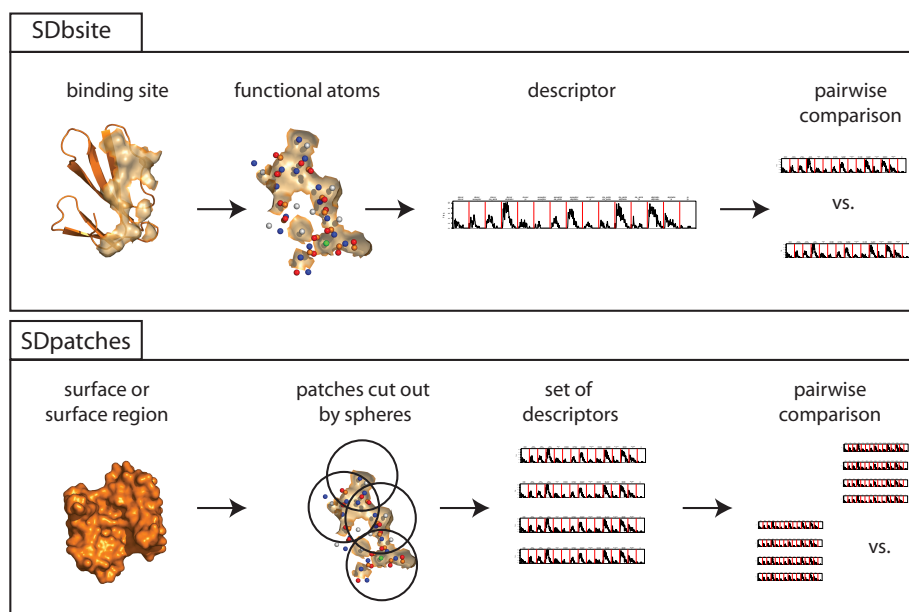 SDbsite
binding site
functional atoms
descriptor
pairwise
comparison
vs.
SDpatches
surface or
surface region
patches cut out
by spheres
set of
descriptors
pairwise
comparison
vs.